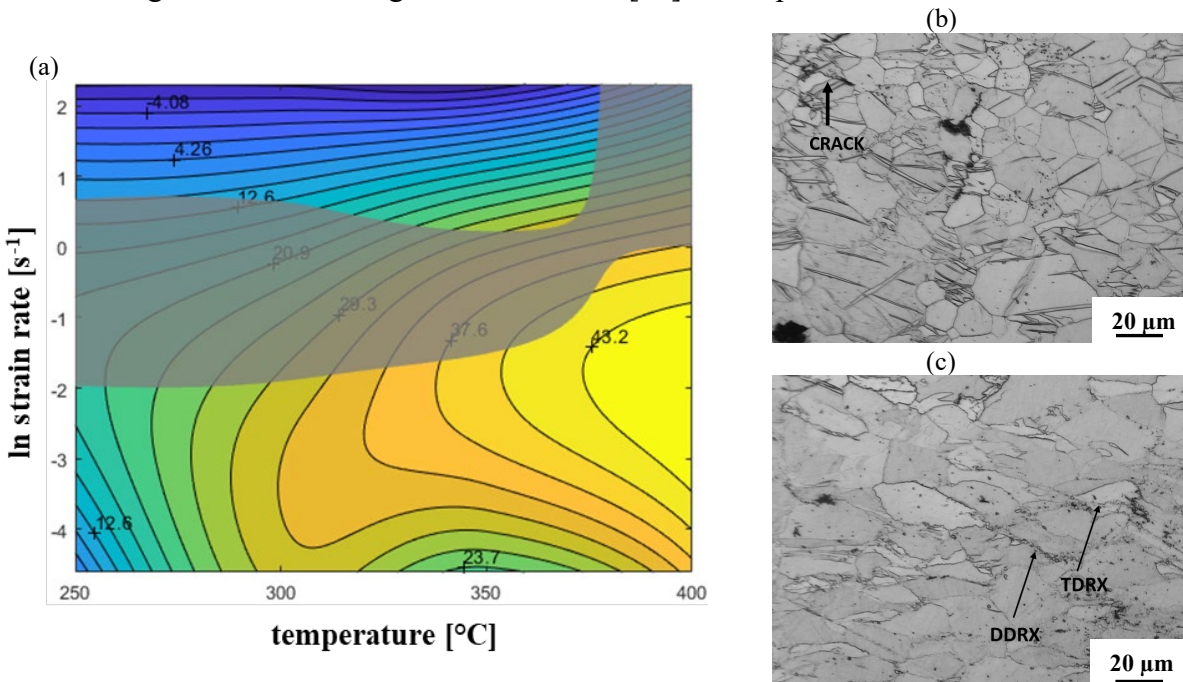 (a)
2
1
0
-1
-2
-3
-4
ln strain rate [s-1]
-4.08
4.26
12.6
20.9
29.3
37.6
43.2
12.6
23.7
250
300
350
400
temperature [°C]
(b)
CRACK
20 µm
(c)
TDRX
DDRX
20 µm